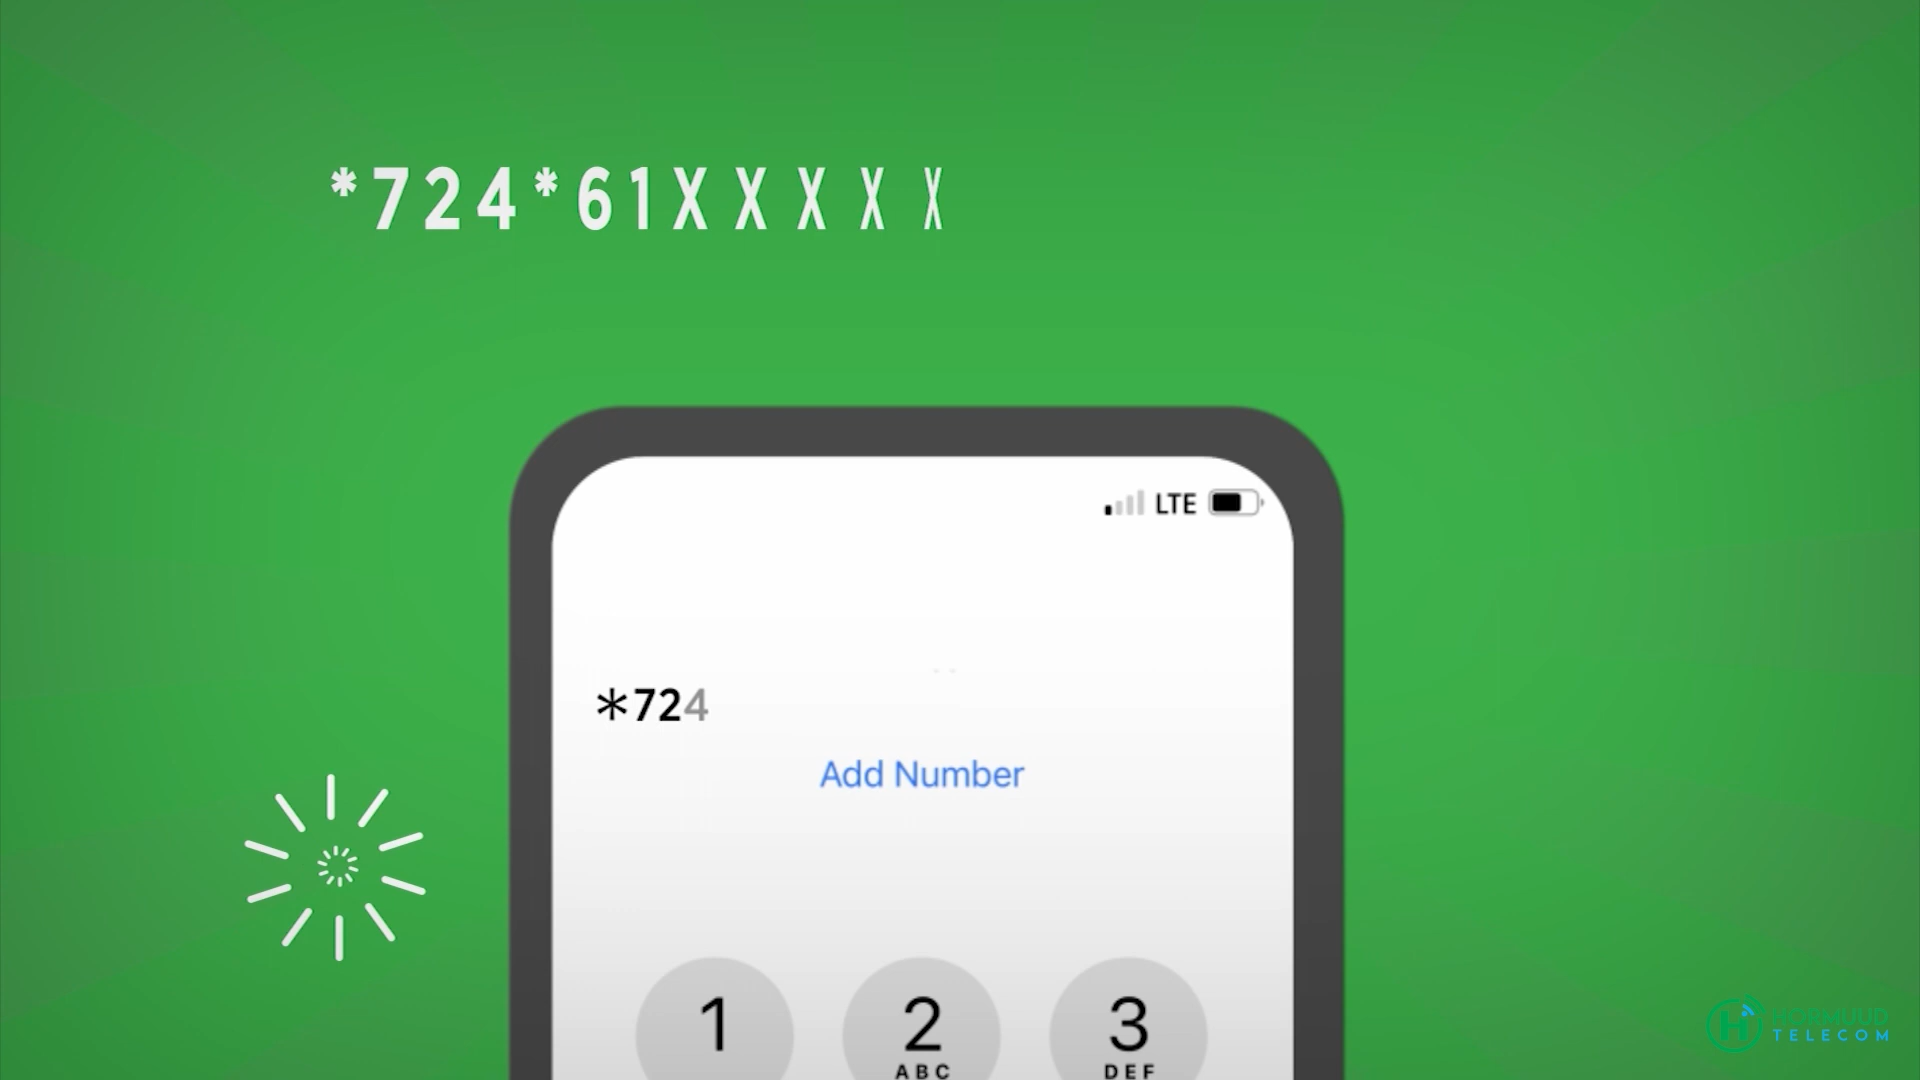 *724*61XXXXX
LTE
*724
Add Number
1 2 3
ABC DEF
HORMUUD
TELECOM